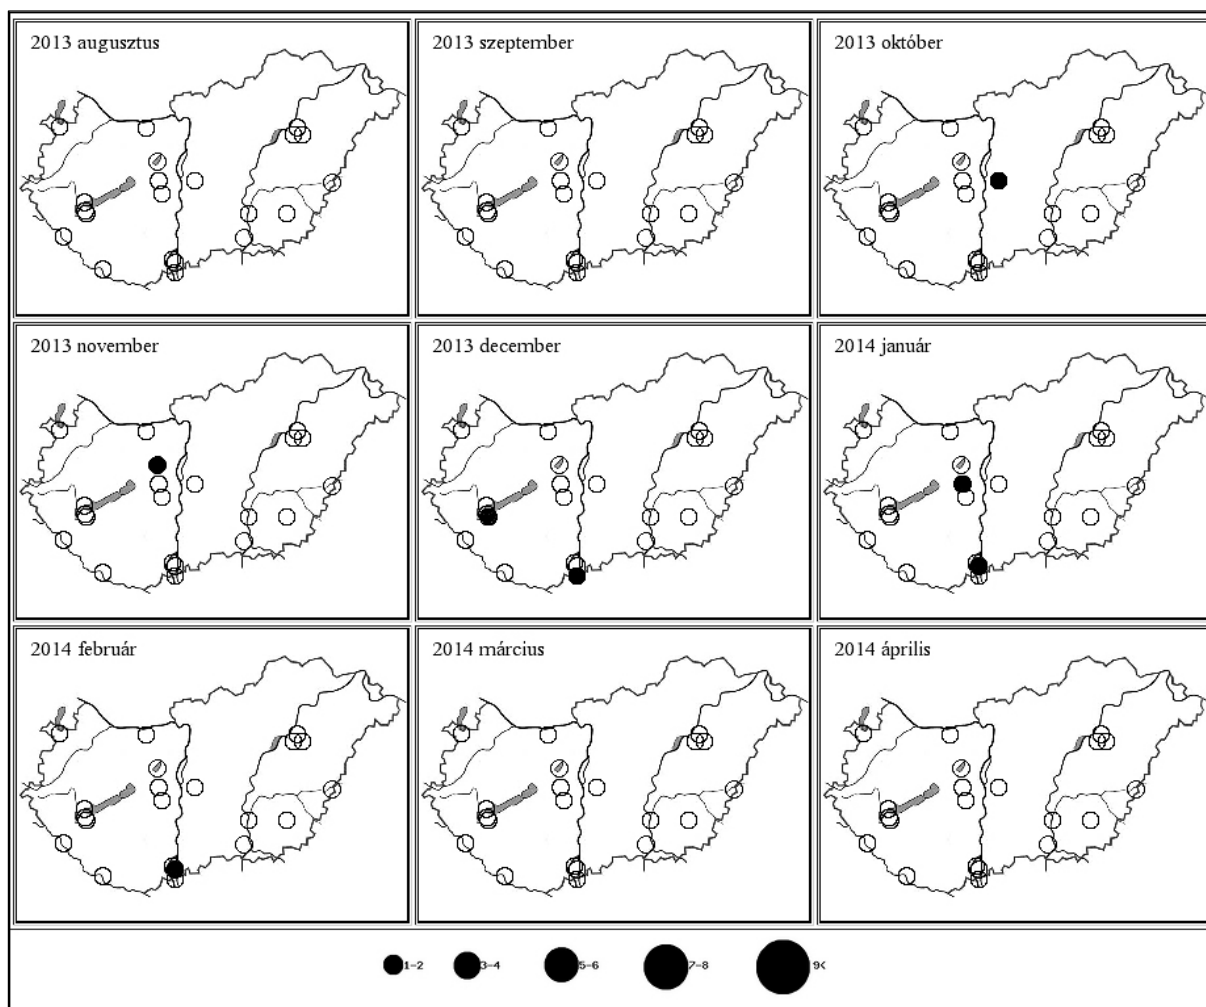 2013 augusztus
2013 szeptember
2013 október
2013 november
2013 december
2014 január
2014 február
2014 március
2014 április
1-2
3-4
5-6
7-8
9<